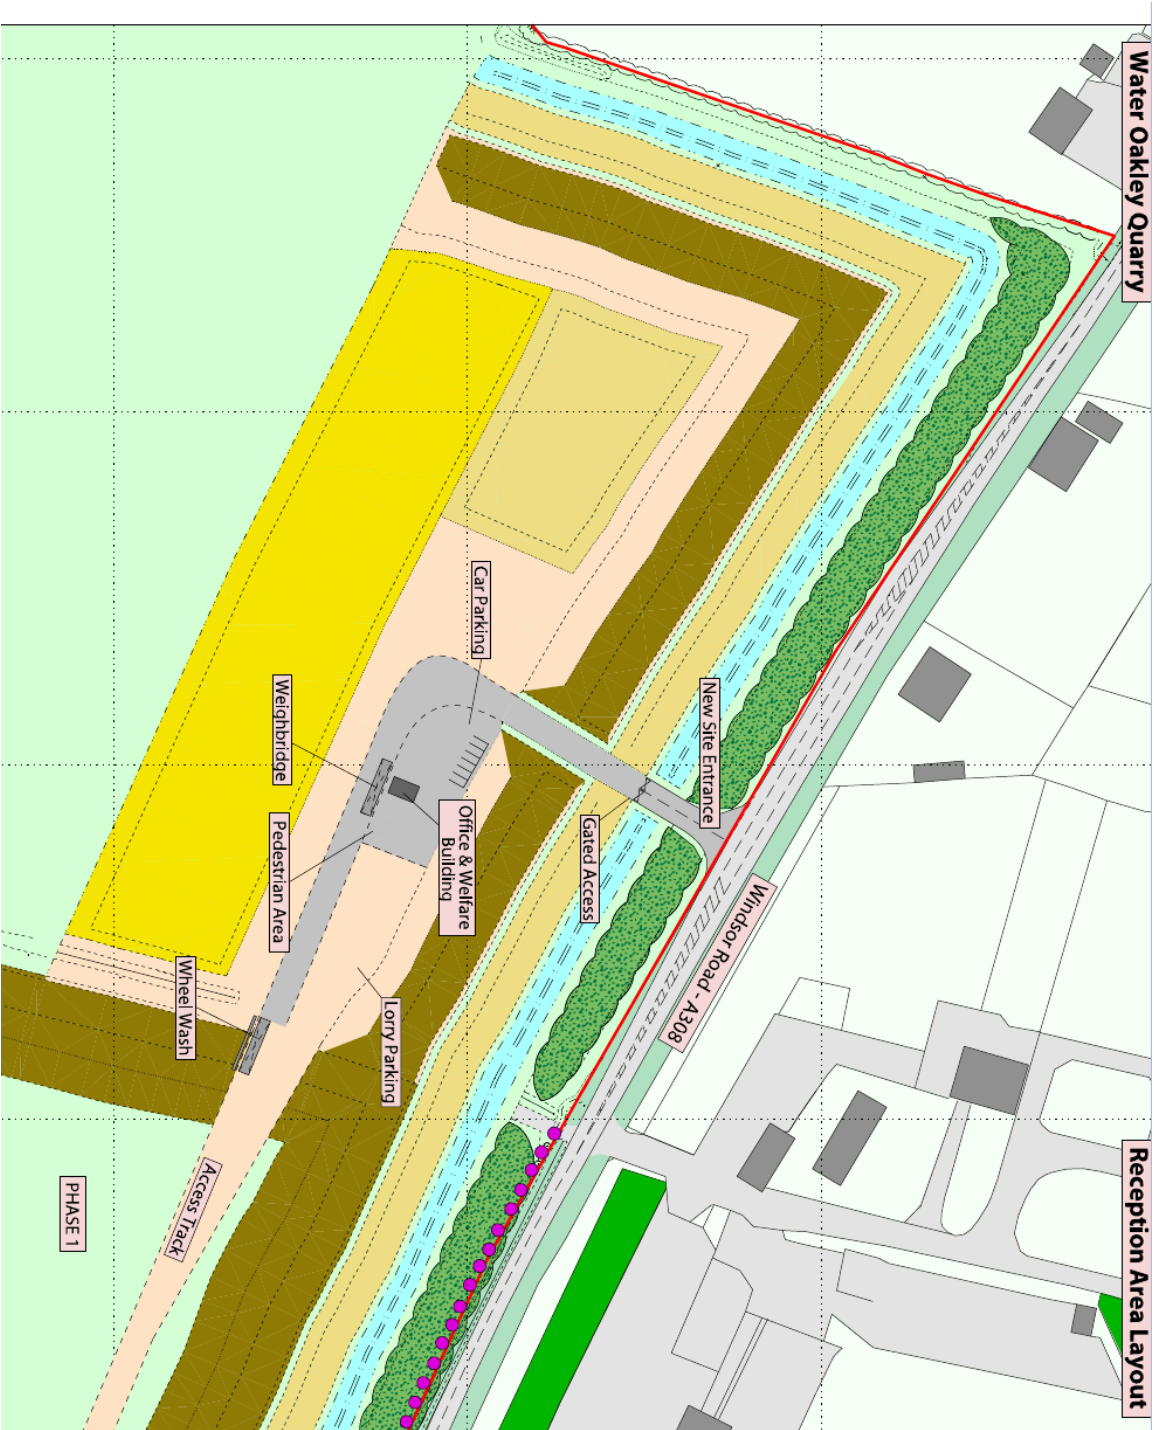 Water Oakley Quarry
Reception Area Layout
Car Parking
New Site Entrance
Weighbridge
Office & Welfare
Building
Gated Access
Windsor Road - A308
Pedestrian Area
Wheel Wash
Lorry Parking
Access Track
PHASE 1